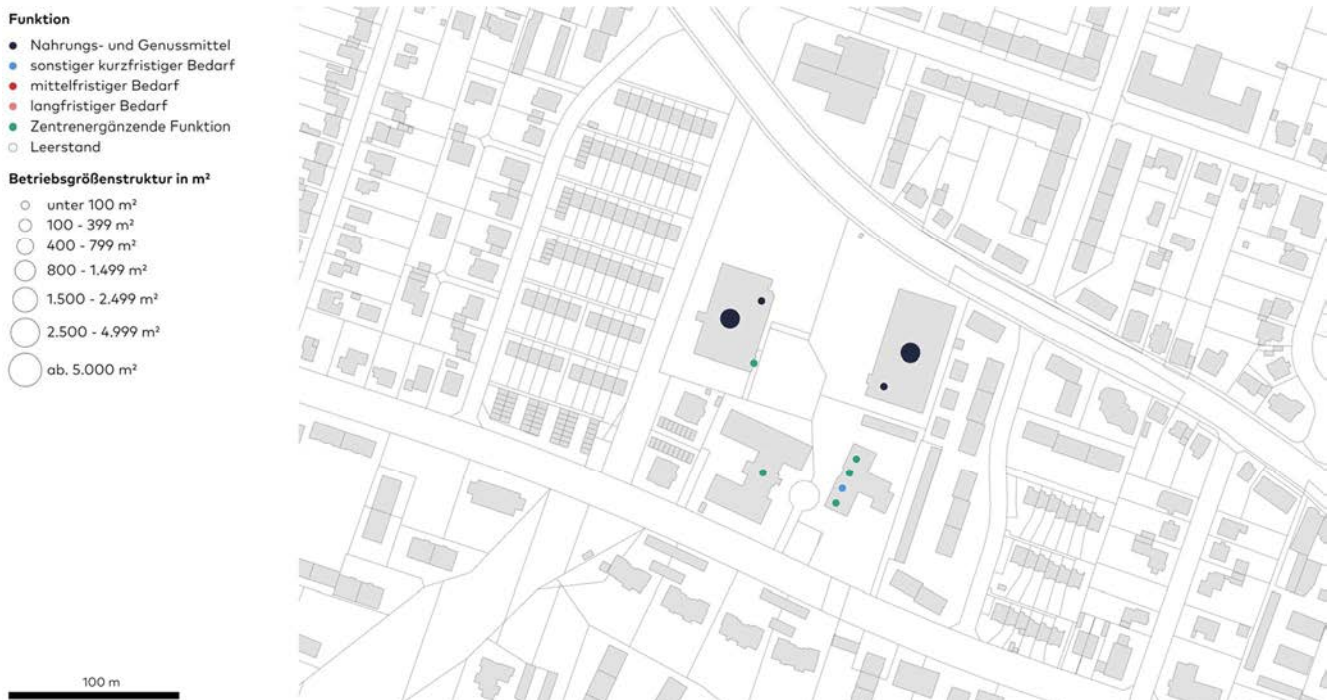 Funktion
Nahrungs- und Genussmittel
sonstiger kurzfristiger Bedarf
mittelfristiger Bedarf
langfristiger Bedarf
Zentrenergänzende Funktion
Leerstand
Betriebsgrößenstruktur in m²
unter 100 m²
100 - 399 m²
400 - 799 m²
800 - 1.499 m²
1.500 - 2.499 m²
2.500 - 4.999 m²
ab. 5.000 m²
100 m